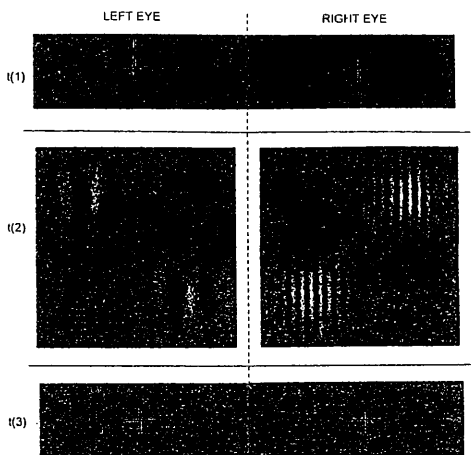 LEFT EYE
RIGHT EYE
t(1)
t(2)
t(3)